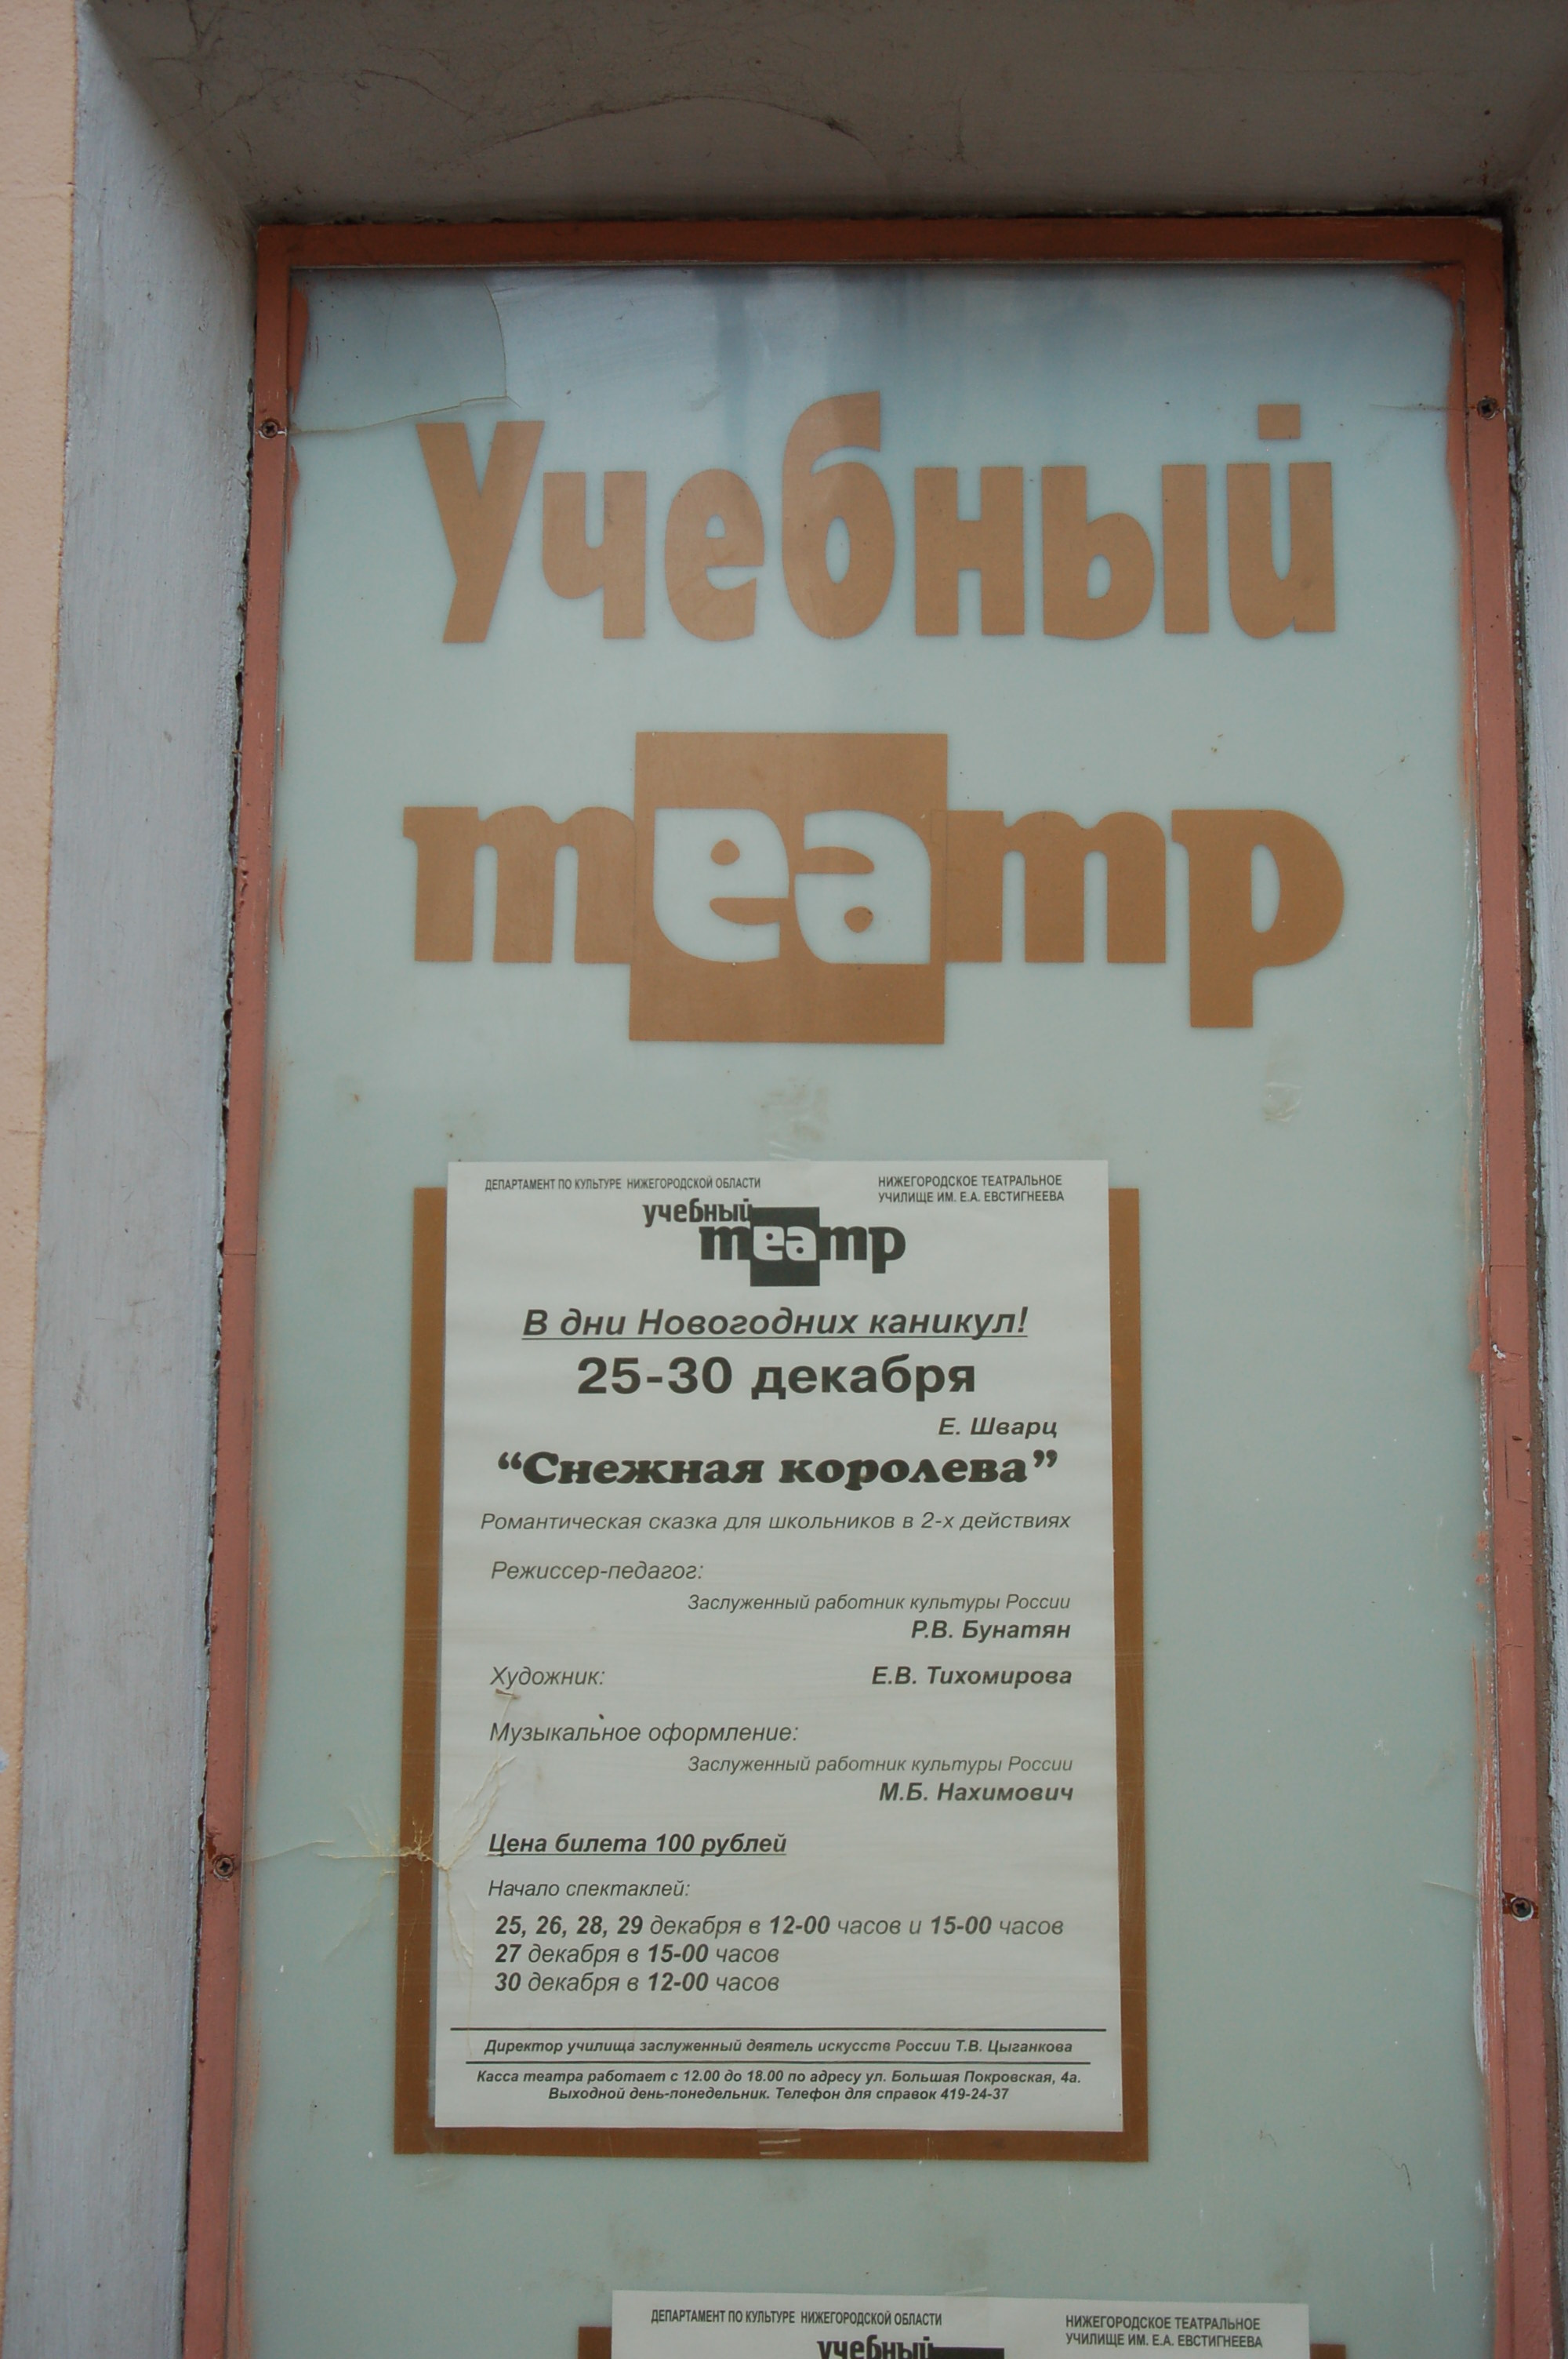 Учебный
театр
ДЕПАРТАМЕНТ ПО КУЛЬТУРЕ НИЖЕГОРОДСКОЙ ОБЛАСТИ
НИЖЕГОРОДСКОЕ ТЕАТРАЛЬНОЕ
УЧИЛИЩЕ ИМ. Е.А. ЕВСТИГНЕЕВА
учебный
театр
В дни Новогодних каникул!
25-30 декабря
Е. Шварц
“Снежная королева”
Романтическая сказка для школьников в 2-х действиях
Режиссер-педагог:
Заслуженный работник культуры России
Р.В. Бунатян
Художник: Е.В. Тихомирова
Музыкальное оформление:
Заслуженный работник культуры России
М.Б. Нахимович
Цена билета 100 рублей
Начало спектаклей:
25, 26, 28, 29 декабря в 12-00 часов и 15-00 часов
27 декабря в 15-00 часов
30 декабря в 12-00 часов
Директор училища заслуженный деятель искусств России Т.В. Цыганкова
Касса театра работает с 12.00 до 18.00 по адресу ул. Большая Покровская, 4а.
Выходной день-понедельник. Телефон для справок 419-24-37
ДЕПАРТАМЕНТ ПО КУЛЬТУРЕ НИЖЕГОРОДСКОЙ ОБЛАСТИ
НИЖЕГОРОДСКОЕ ТЕАТРАЛЬНОЕ
УЧИЛИЩЕ ИМ. Е.А. ЕВСТИГНЕЕВА
учебный